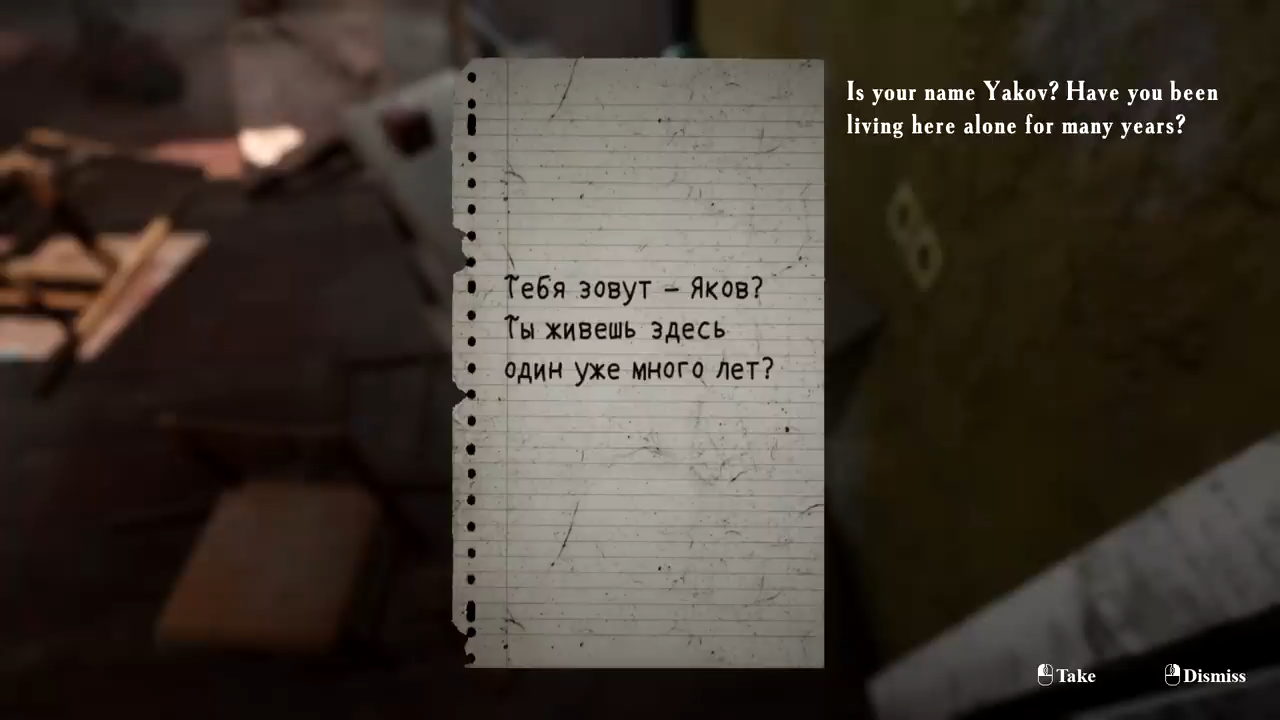 Is your name Yakov? Have you been
living here alone for many years?
Тебя зовут – Яков?
Ты живешь здесь
один уже много лет?
Take
Dismiss